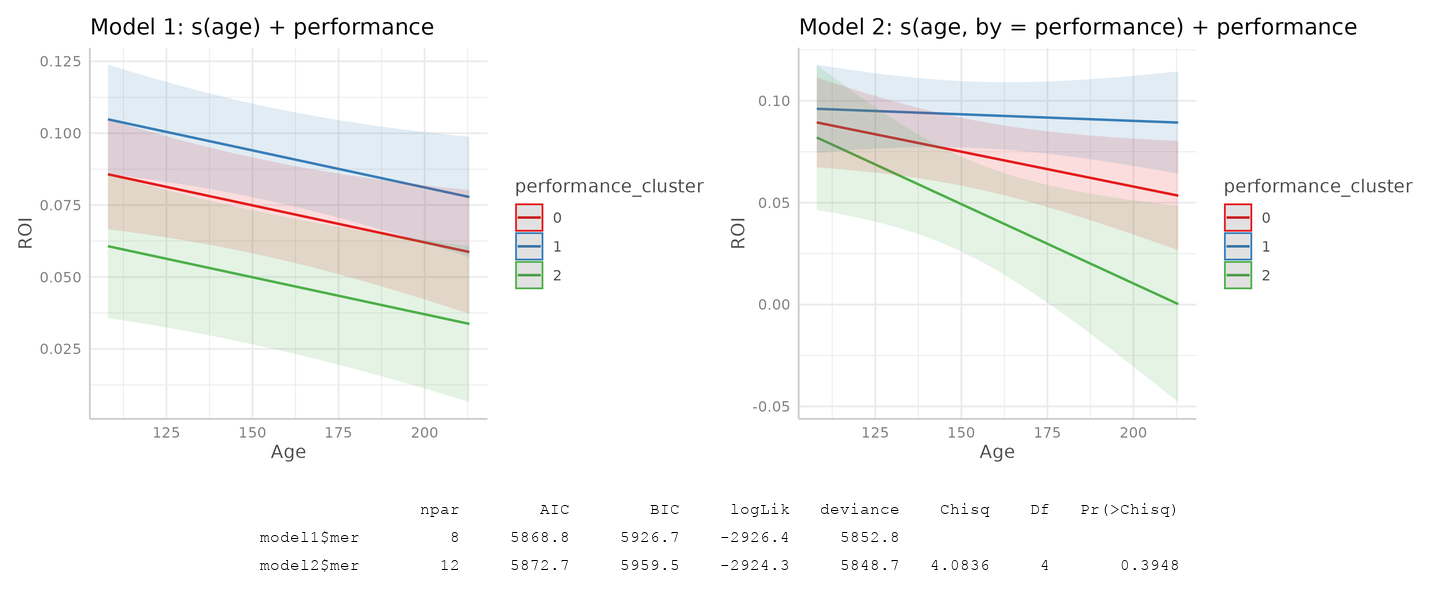 Model 1: s(age) + performance
0.125
0.100
0.075
0.050
0.025
ROI
125 150 175 200
Age
performance_cluster
0
1
2
Model 2: s(age, by = performance) + performance
0.10
0.05
0.00
-0.05
ROI
125 150 175 200
Age
performance_cluster
0
1
2
npar AIC BIC logLik deviance Chisq Df Pr(>Chisq)
model1$mer 8 5868.8 5926.7 -2926.4 5852.8
model2$mer 12 5872.7 5959.5 -2924.3 5848.7 4.0836 4 0.3948